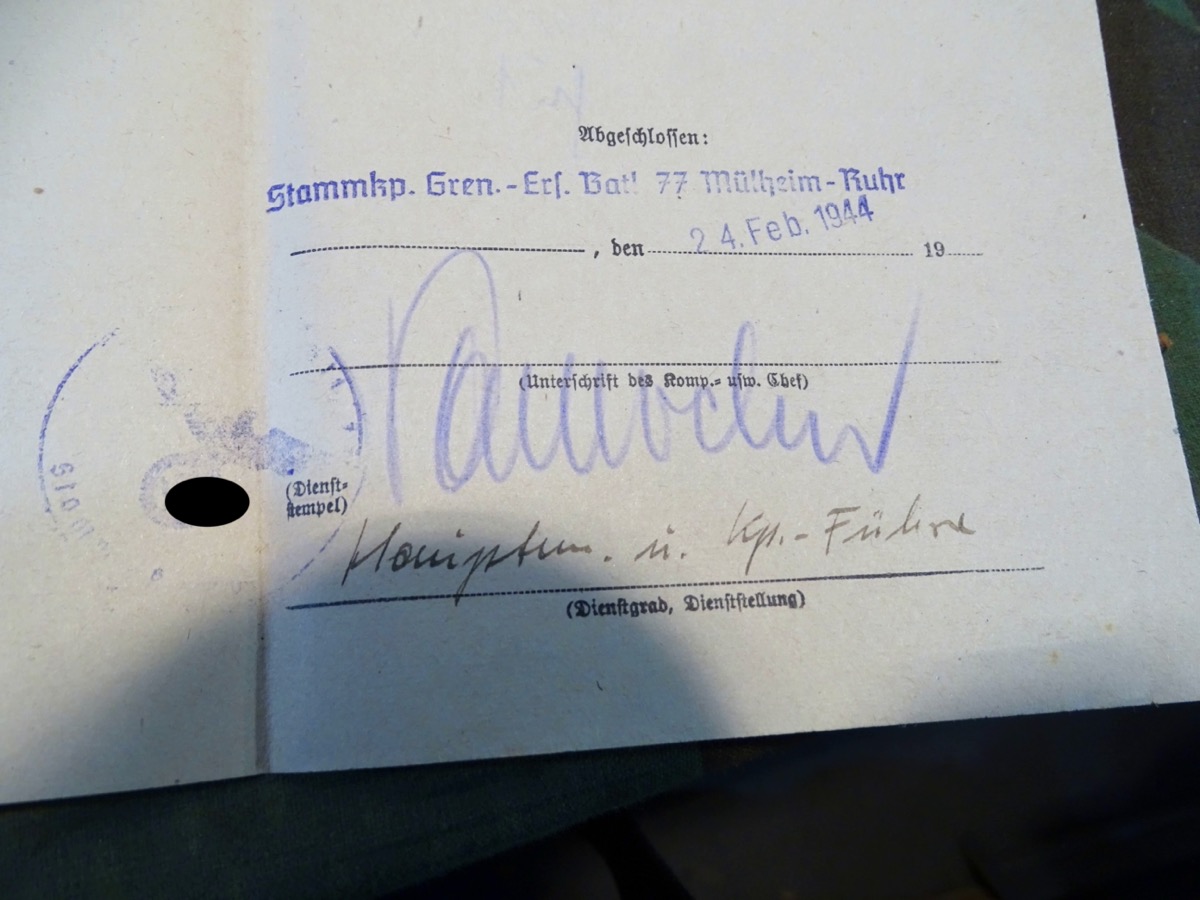 Abgeschlossen:
Stammkp. Gren.-Ers. Batl 77 Mülheim-Ruhr
, den 24. Feb. 1944 19
(Unterschrift des Komp.- usw. Chef)
(Dienst-
stempel)
Hauptm. u. Kp.-Führer
(Dienstgrad, Dienststellung)